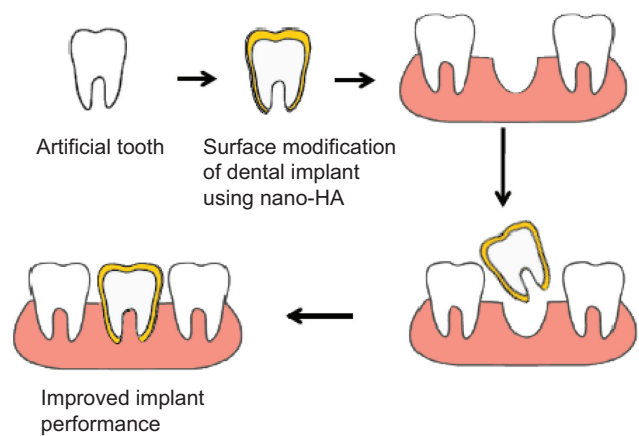 Artificial tooth
Surface modification
of dental implant
using nano-HA
Improved implant
performance